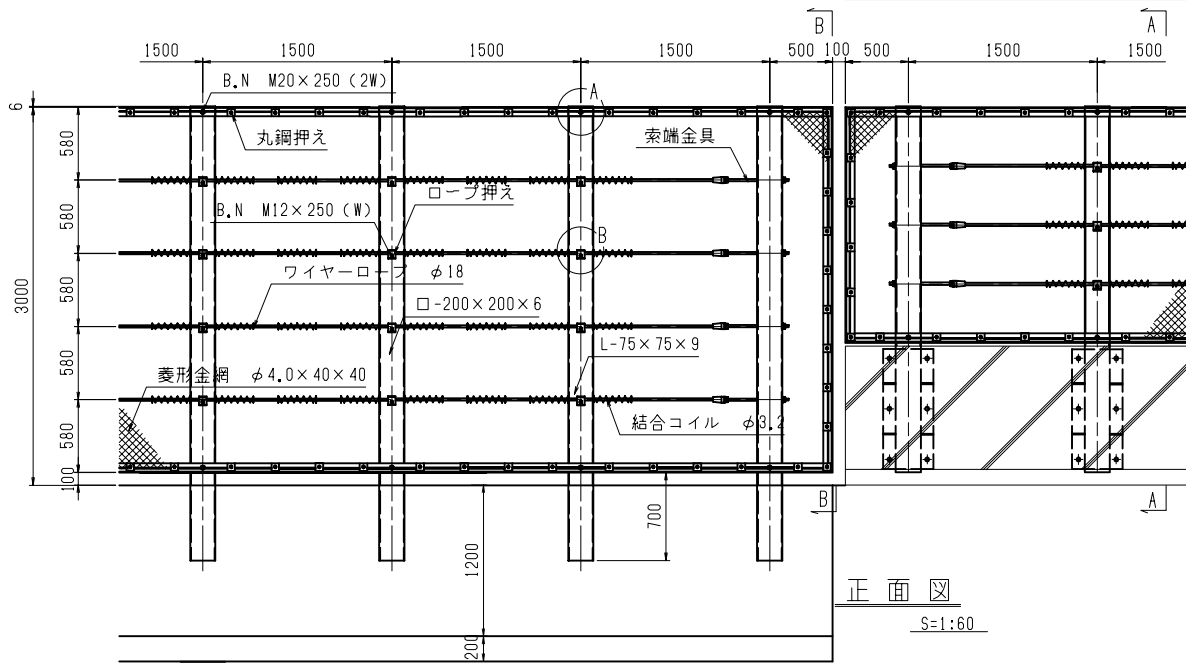 B
A
1500
1500
1500
1500
500
100
500
1500
1500
B.N M20×250 (2W)
A
6
丸鋼押え
索端金具
580
580
580
580
580
100
3000
ロープ押え
B.N M12×250 (W)
B
ワイヤーロープ φ18
□-200×200×6
L-75×75×9
菱形金網 φ4.0×40×40
結合コイル φ3.2
B
A
700
1200
200
正面図
S=1:60